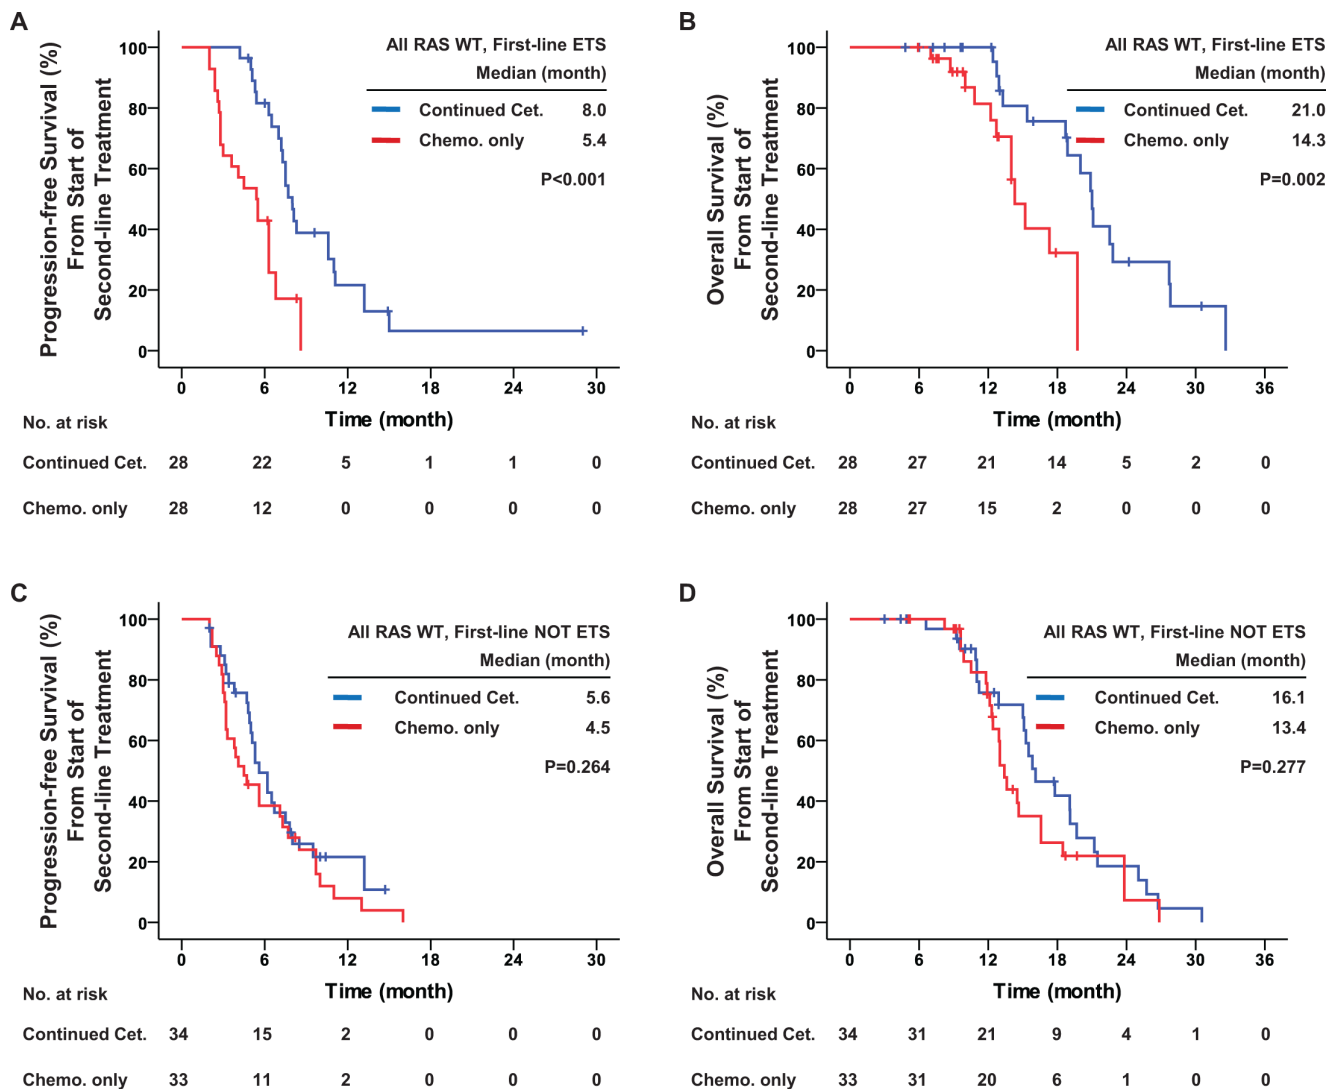 A
Progression-free Survival (%)
From Start of
Second-line Treatment
100
80
60
40
20
0
All RAS WT, First-line ETS
Median (month)
Continued Cet. 8.0
Chemo. only 5.4
P<0.001
0 6 12 18 24 30
Time (month)
No. at risk
Continued Cet. 28 22 5 1 1 0
Chemo. only 28 12 0 0 0 0
B
Overall Survival (%)
From Start of
Second-line Treatment
100
80
60
40
20
0
All RAS WT, First-line ETS
Median (month)
Continued Cet. 21.0
Chemo. only 14.3
P=0.002
0 6 12 18 24 30 36
Time (month)
No. at risk
Continued Cet. 28 27 21 14 5 2 0
Chemo. only 28 27 15 2 0 0 0
C
Progression-free Survival (%)
From Start of
Second-line Treatment
100
80
60
40
20
0
All RAS WT, First-line NOT ETS
Median (month)
Continued Cet. 5.6
Chemo. only 4.5
P=0.264
0 6 12 18 24 30
Time (month)
No. at risk
Continued Cet. 34 15 2 0 0 0
Chemo. only 33 11 2 0 0 0
D
Overall Survival (%)
From Start of
Second-line Treatment
100
80
60
40
20
0
All RAS WT, First-line NOT ETS
Median (month)
Continued Cet. 16.1
Chemo. only 13.4
P=0.277
0 6 12 18 24 30 36
Time (month)
No. at risk
Continued Cet. 34 31 21 9 4 1 0
Chemo. only 33 31 20 6 1 0 0